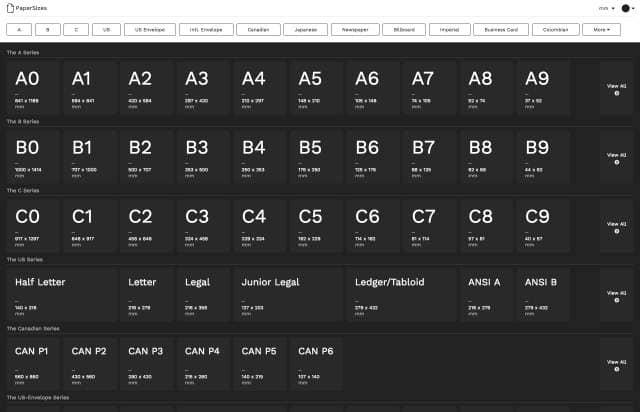 PaperSizes
mm
A B C US US Envelope Intl. Envelope Canadian Japanese Newspaper Billboard Imperial Business Card Colombian More
The A Series
A0 A1 A2 A3 A4 A5 A6 A7 A8 A9
View All
841 x 1189 594 x 841 420 x 594 297 x 420 210 x 297 148 x 210 105 x 148 74 x 105 52 x 74 37 x 52
mm mm mm mm mm mm mm mm mm mm
The B Series
B0 B1 B2 B3 B4 B5 B6 B7 B8 B9
View All
1000 x 1414 707 x 1000 500 x 707 353 x 500 250 x 353 176 x 250 125 x 176 88 x 125 62 x 88 44 x 62
mm mm mm mm mm mm mm mm mm mm
The C Series
C0 C1 C2 C3 C4 C5 C6 C7 C8 C9
View All
917 x 1297 648 x 917 458 x 648 324 x 458 229 x 324 162 x 229 114 x 162 81 x 114 57 x 81 40 x 57
mm mm mm mm mm mm mm mm mm mm
The US Series
Half Letter Letter Legal Junior Legal Ledger/Tabloid ANSI A ANSI B
View All
140 x 216 216 x 279 216 x 356 127 x 203 279 x 432 216 x 279 279 x 432
mm mm mm mm mm mm mm
The Canadian Series
CAN P1 CAN P2 CAN P3 CAN P4 CAN P5 CAN P6
View All
560 x 860 430 x 560 280 x 430 215 x 280 140 x 215 107 x 140
mm mm mm mm mm mm
The US-Envelope Series